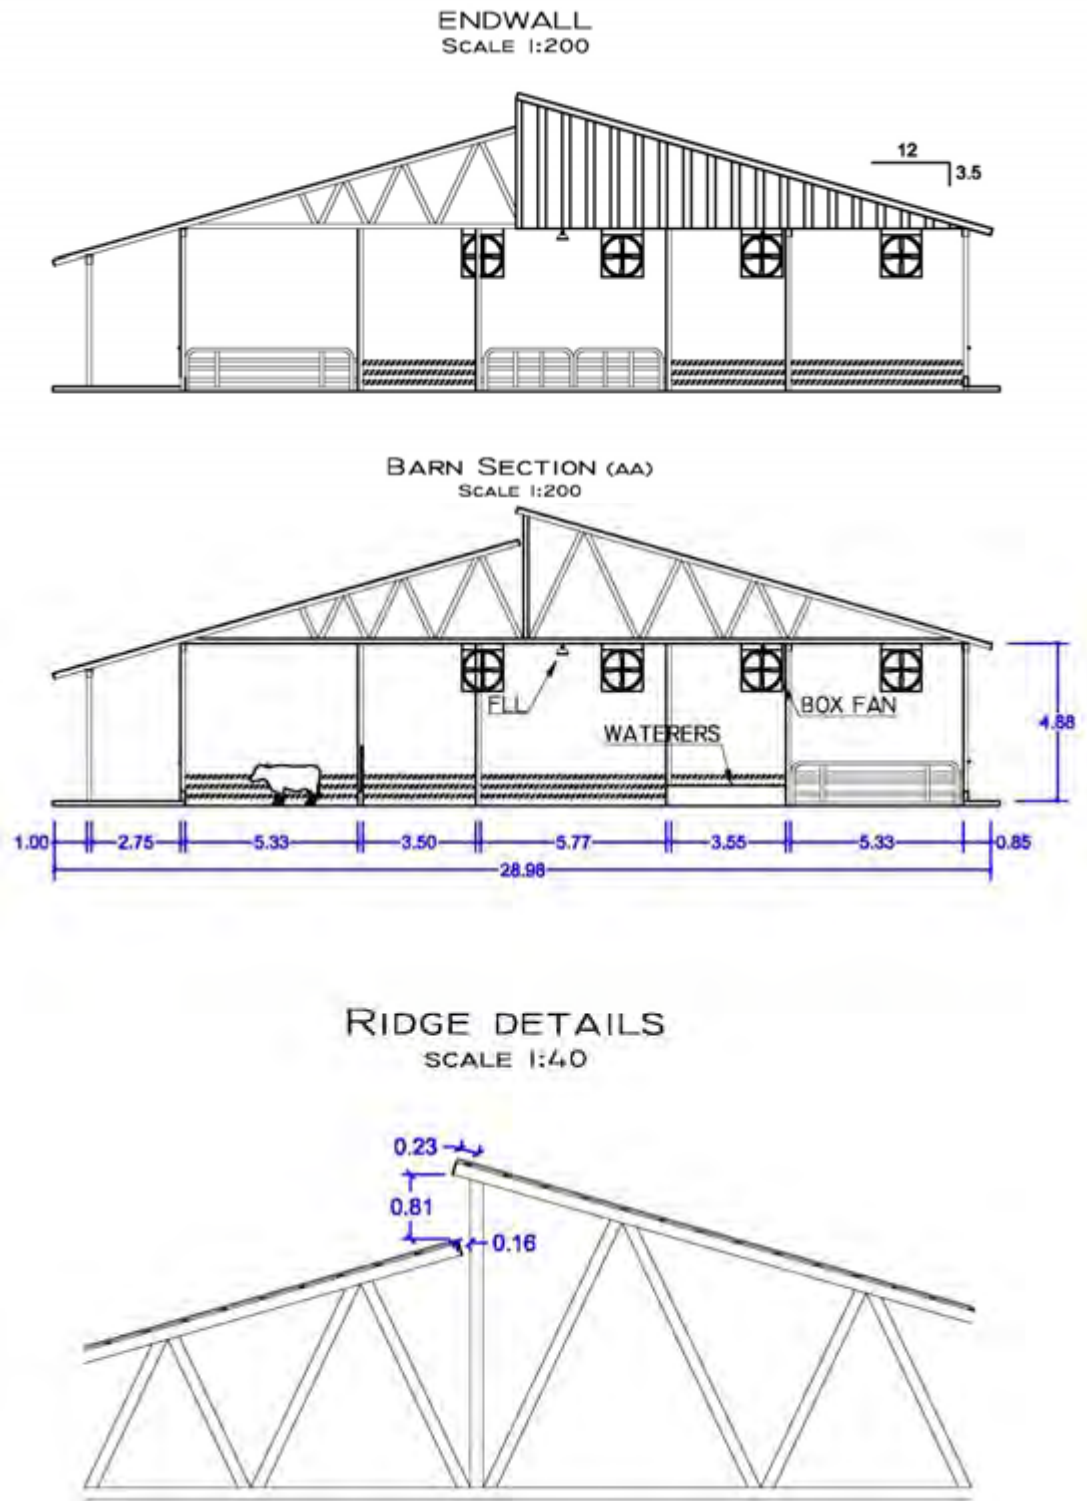 ENDWALL
SCALE 1:200
12
3.5
BARN SECTION (AA)
SCALE 1:200
FLL
BOX FAN
WATERERS
4.88
1.00 2.75 5.33 3.50 5.77 3.55 5.33 0.85
28.98
RIDGE DETAILS
SCALE 1:40
0.23
0.81
0.16